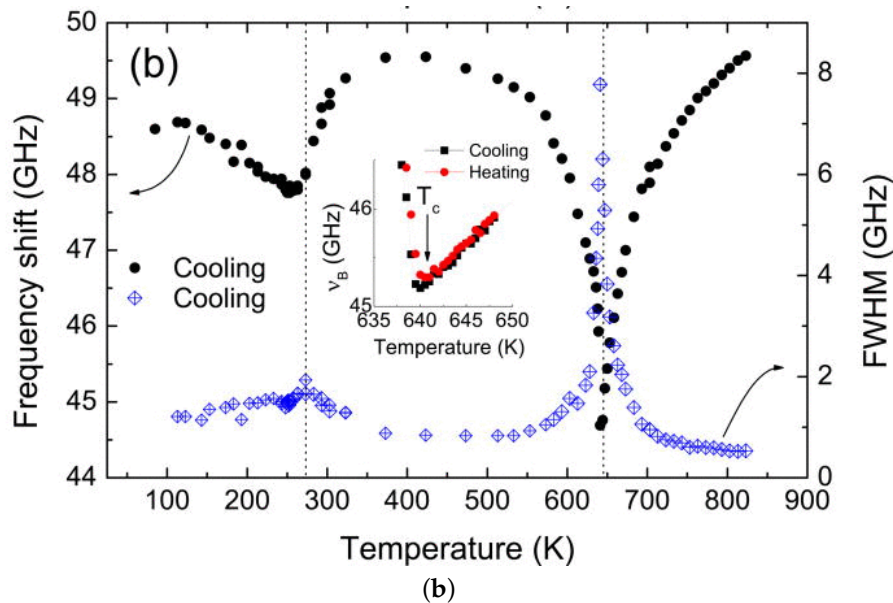 (b)
50
49
48
47
46
45
44
Frequency shift (GHz)
Cooling
Cooling
Cooling
Heating
T_c
46
45
ν_B (GHz)
635 640 645 650
Temperature (K)
8
6
4
2
0
FWHM (GHz)
100 200 300 400 500 600 700 800 900
Temperature (K)
(b)